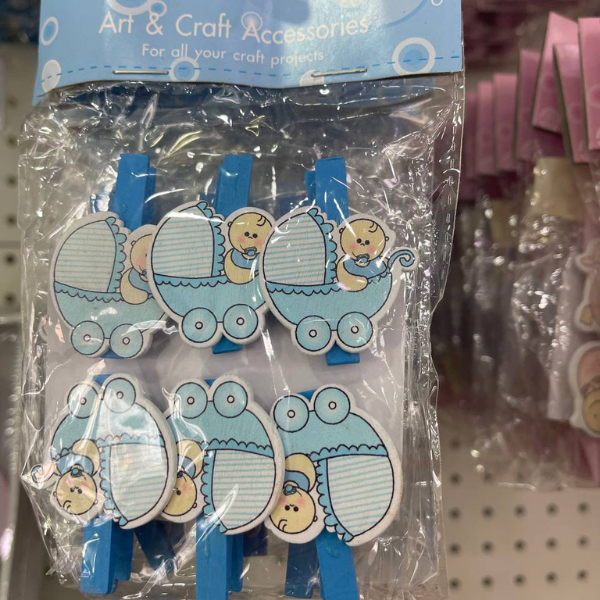 Art & Craft Accessories
For all your craft projects